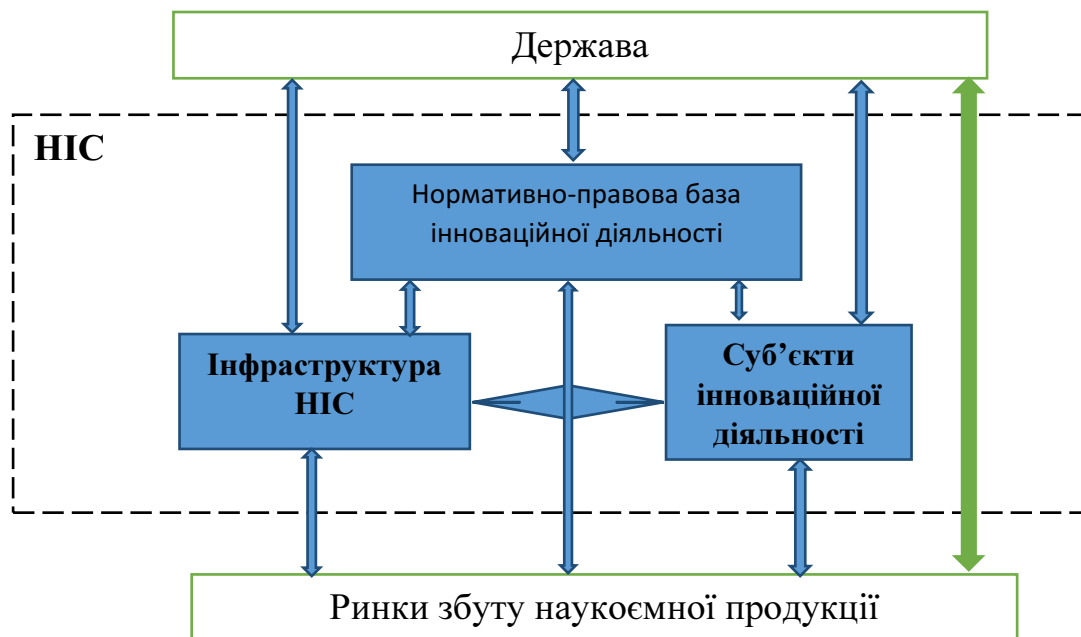 Держава
НІС
Нормативно-правова база
інноваційної діяльності
Інфраструктура
НІС
Суб’єкти
інноваційної
діяльності
Ринки збуту наукоємної продукції